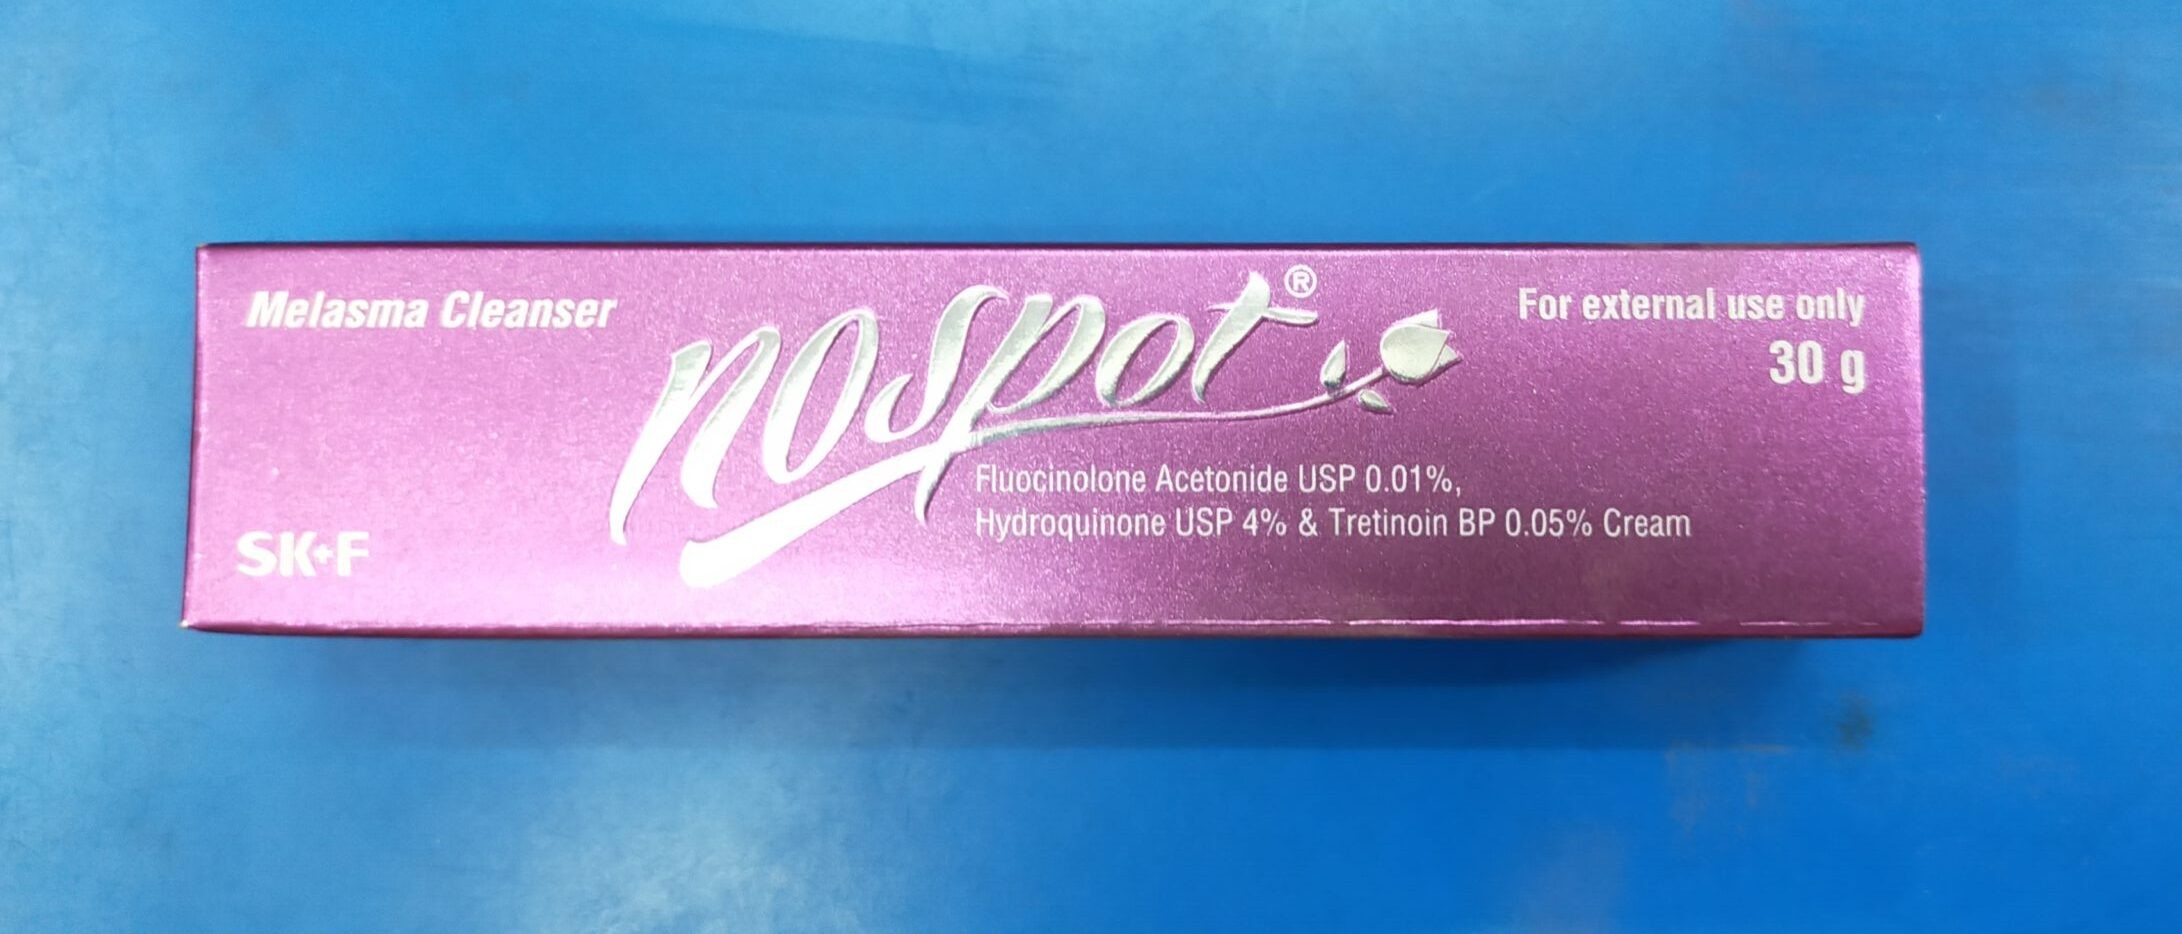 Melasma Cleanser
nospot®
For external use only
30 g
Fluocinolone Acetonide USP 0.01%,
Hydroquinone USP 4% & Tretinoin BP 0.05% Cream
SK+F